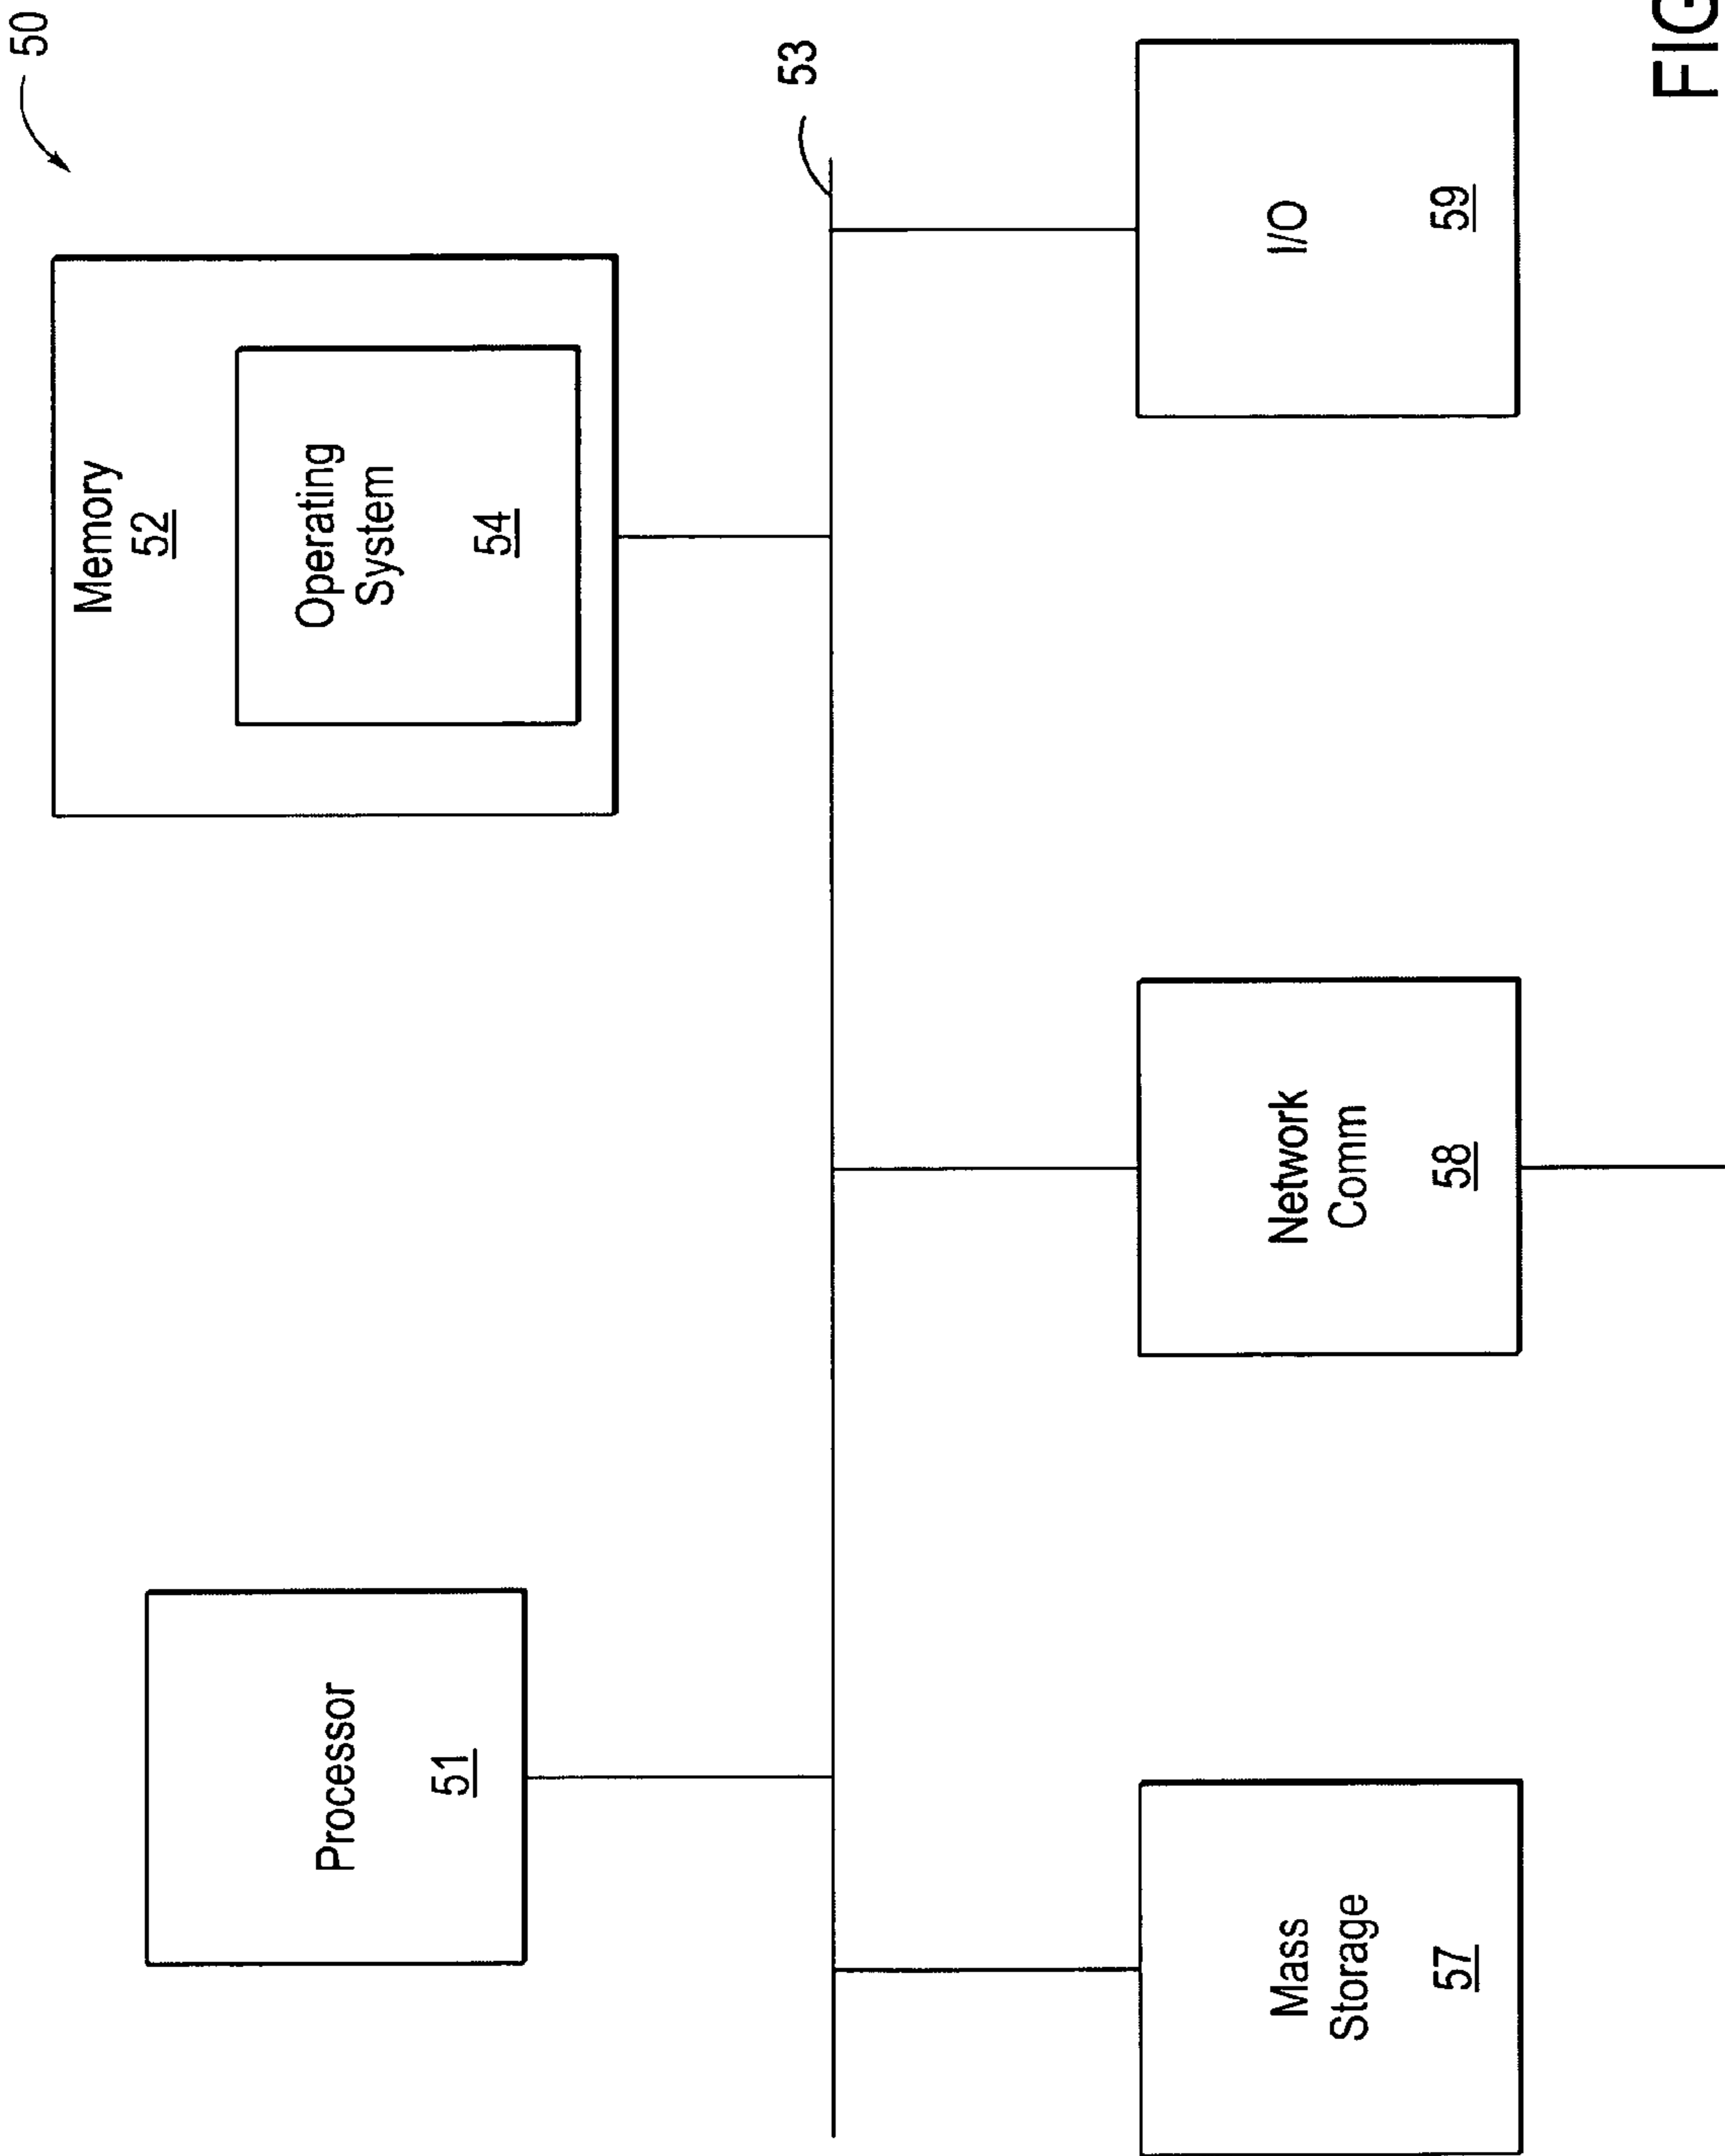 50
Processor
51
Memory
52
Operating
System
54
53
Mass
Storage
57
Network
Comm
58
I/O
59
FIG